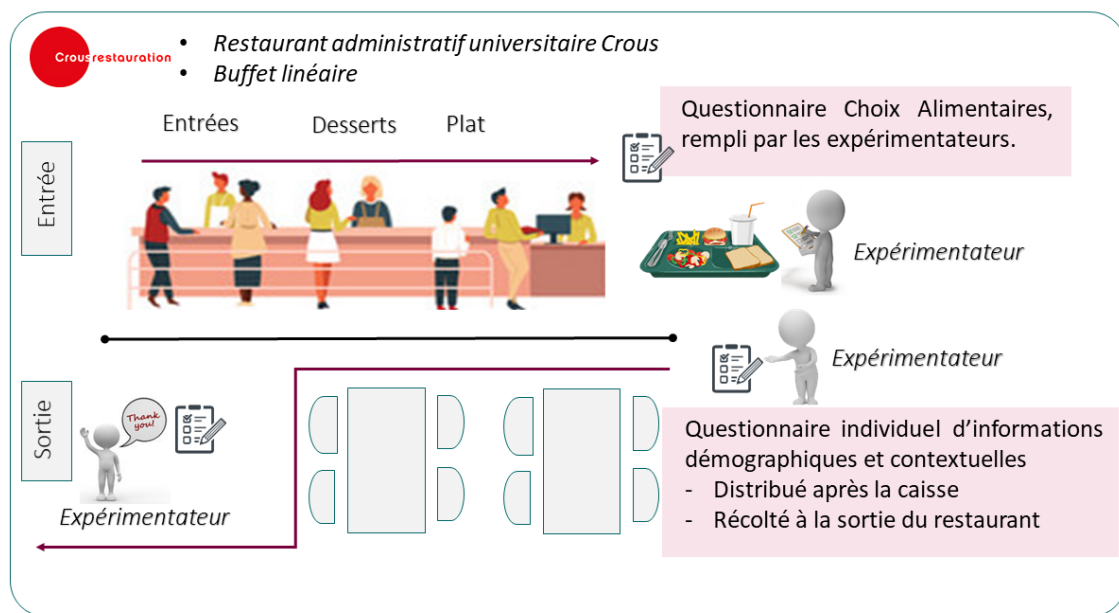 Crousrestauration
• Restaurant administratif universitaire Crous
• Buffet linéaire
Entrées Desserts Plat
Questionnaire Choix Alimentaires,
rempli par les expérimentateurs.
Entrée
Expérimentateur
Expérimentateur
Sortie
Thank
you!
Expérimentateur
Questionnaire individuel d’informations
démographiques et contextuelles
- Distribué après la caisse
- Récolté à la sortie du restaurant